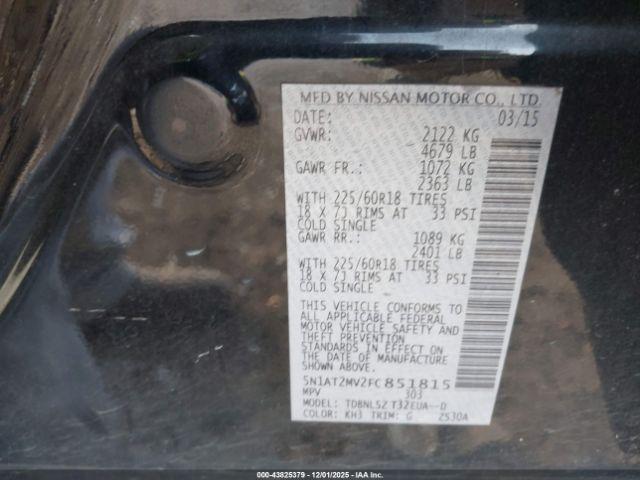 MFD BY NISSAN MOTOR CO., LTD.
DATE: 03/15
GVWR: 2122 KG
4679 LB
GAWR FR.: 1072 KG
2363 LB
WITH 225/60R18 TIRES
18 X 7J RIMS AT 33 PSI
COLD SINGLE
GAWR RR.: 1089 KG
2401 LB
WITH 225/60R18 TIRES
18 X 7J RIMS AT 33 PSI
COLD SINGLE
THIS VEHICLE CONFORMS TO
ALL APPLICABLE FEDERAL
MOTOR VEHICLE SAFETY AND
THEFT PREVENTION
STANDARDS IN EFFECT ON
THE DATE OF MANUFACTURE
SHOWN ABOVE.
5N1AT2MV2FC851815
MPV 303
MODEL: TDBNLS2 T32EUA--D
COLOR: KH3 TRIM: G 2530A
000-43825379 - 12/01/2025 - IAAI. Copyright